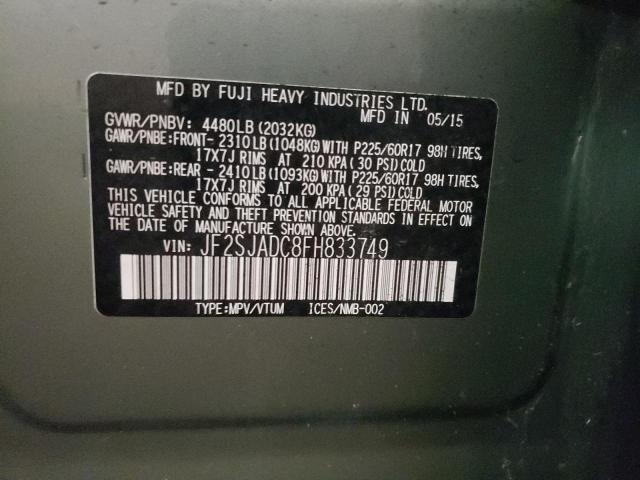 MFD BY FUJI HEAVY INDUSTRIES LTD.
MFD IN 05/15
GVWR/PNBV: 4480LB(2032KG)
GAWR/PNBE:FRONT- 2310LB(1048KG)WITH P225/60R17 98H TIRES,
17X7J RIMS AT 210 KPA(30 PSI)COLD
GAWR/PNBE:REAR - 2410LB(1093KG)WITH P225/60R17 98H TIRES,
17X7J RIMS AT 200 KPA(29 PSI)COLD
THIS VEHICLE CONFORMS TO ALL APPLICABLE FEDERAL MOTOR
VEHICLE SAFETY AND THEFT PREVENTION STANDARDS IN EFFECT ON
THE DATE OF MANUFACTURE SHOWN ABOVE.
VIN: JF2SJADC8FH833749
TYPE:MPV/VTUM ICES/NMB-002